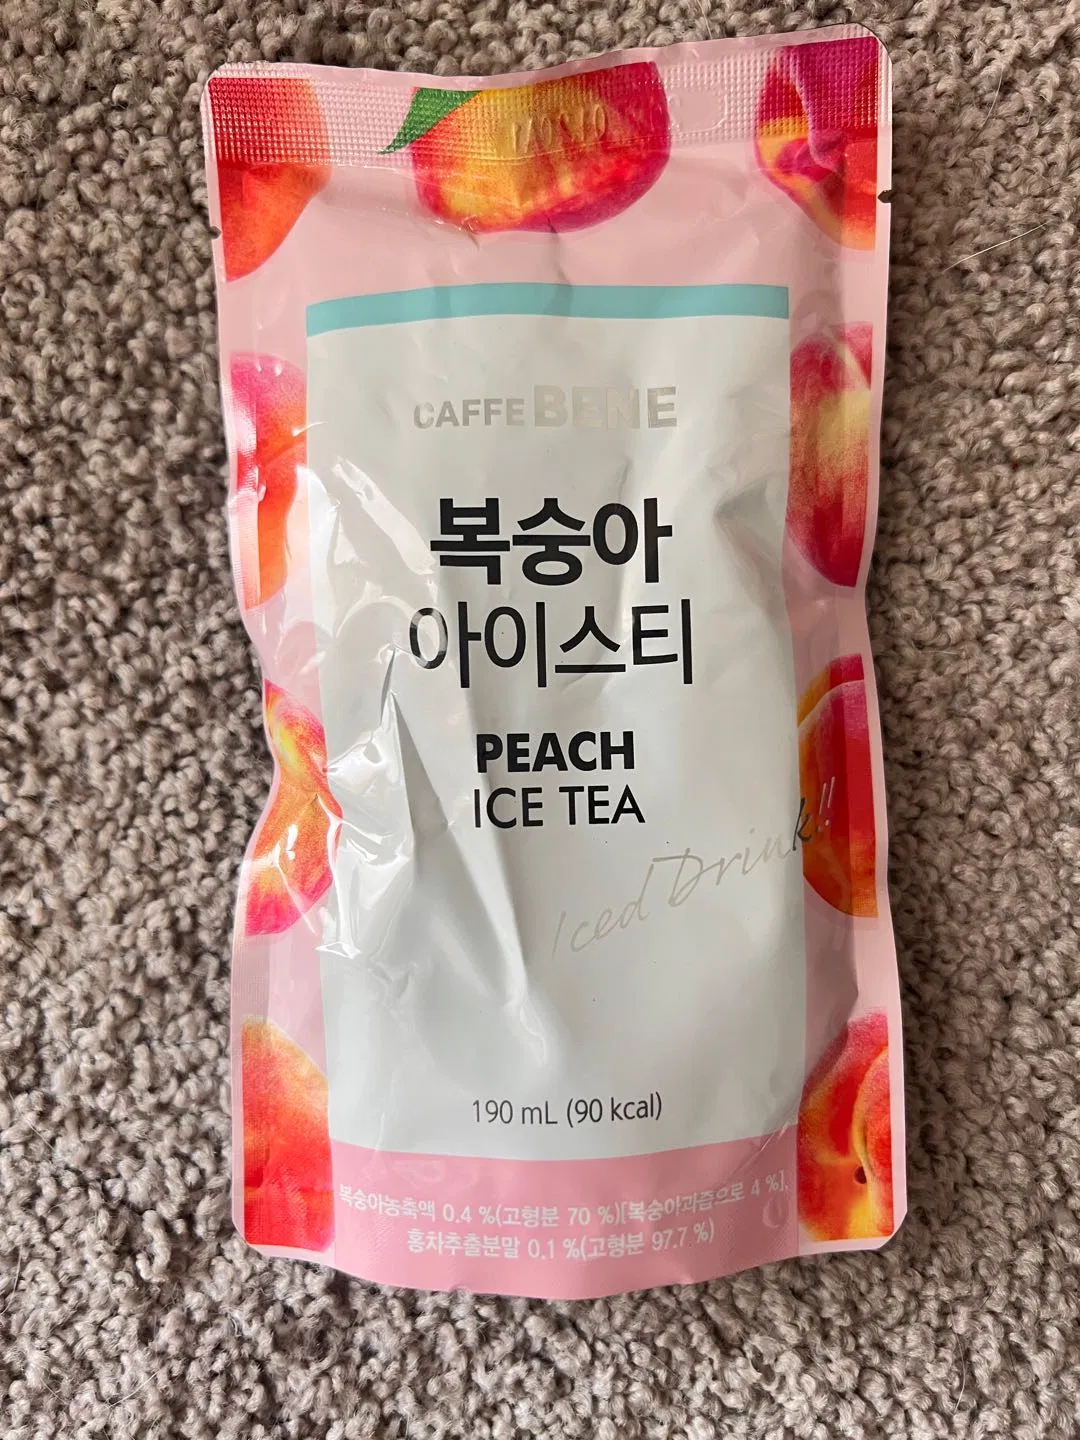 CAFFE BENE
복숭아
아이스티
PEACH
ICE TEA
Iced Drink!!
190 mL (90 kcal)
복숭아농축액 0.4 %(고형분 70 %)[복숭아과즙으로 4 %],
홍차추출분말 0.1 %(고형분 97.7 %)